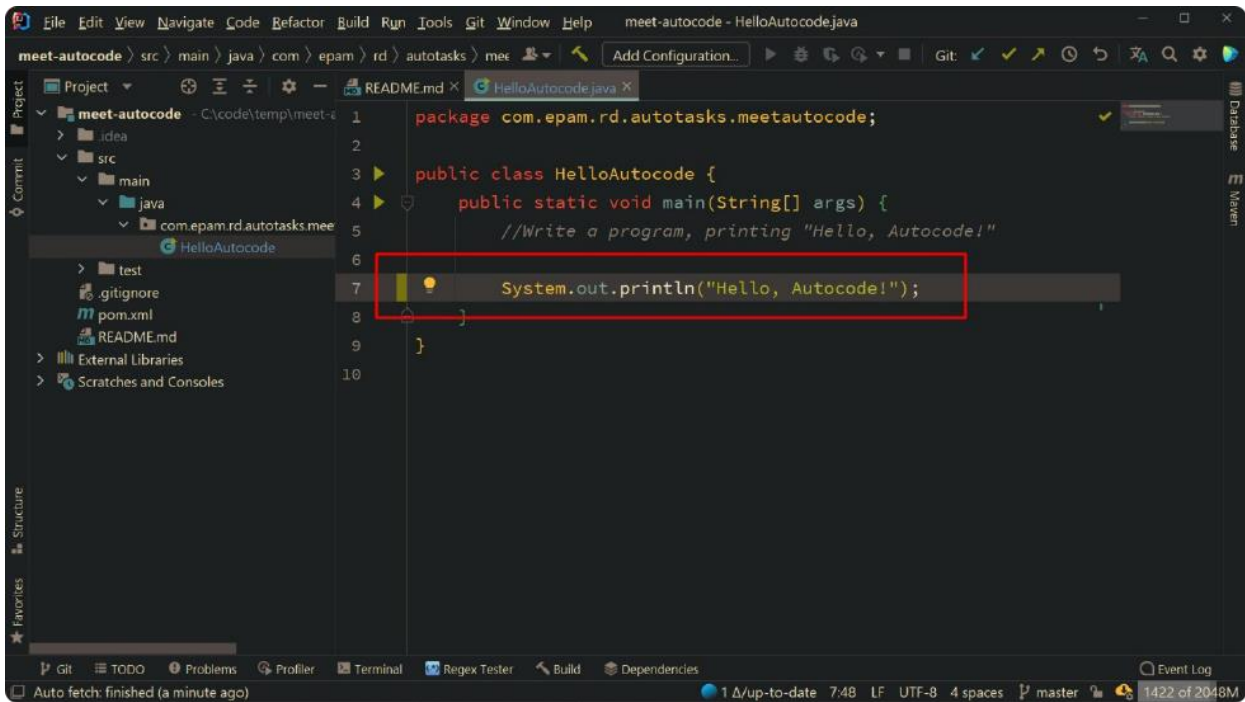 File Edit View Navigate Code Refactor Build Run Tools Git Window Help meet-autocode - HelloAutocode.java
meet-autocode > src > main > java > com > epam > rd > autotasks > mee Add Configuration... Git:
Project README.md HelloAutocode.java
Project
Commit
Structure
Favorites
meet-autocode - C:\code\temp\meet-a
.idea
src
main
java
com.epam.rd.autotasks.mee
HelloAutocode
test
.gitignore
pom.xml
README.md
External Libraries
Scratches and Consoles
1 package com.epam.rd.autotasks.meetautocode;
2
3 public class HelloAutocode {
4 public static void main(String[] args) {
5 //Write a program, printing "Hello, Autocode!"
6
7 System.out.println("Hello, Autocode!");
8 }
9 }
10
Database
Maven
Git TODO Problems Profiler Terminal Regex Tester Build Dependencies Event Log
Auto fetch: finished (a minute ago) 1 Δ/up-to-date 7:48 LF UTF-8 4 spaces master 1422 of 2048M